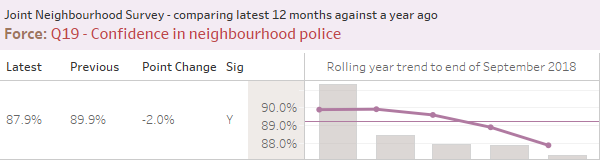 Joint Neighbourhood Survey - comparing latest 12 months against a year ago
Force: Q19 - Confidence in neighbourhood police
Latest Previous Point Change Sig Rolling year trend to end of September 2018
87.9% 89.9% -2.0% Y
90.0%
89.0%
88.0%